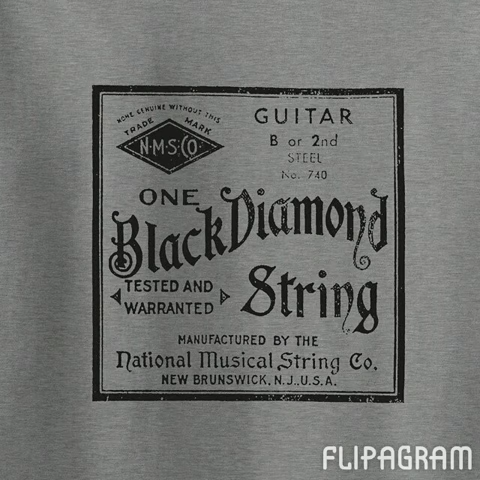 NONE GENUINE WITHOUT THIS
TRADE MARK
N·M·S·CO.
GUITAR
B or 2nd
STEEL
No. 740
ONE
Black Diamond
TESTED AND
WARRANTED
String
MANUFACTURED BY THE
National Musical String Co.
NEW BRUNSWICK, N.J., U.S.A.
FLIPAGRAM